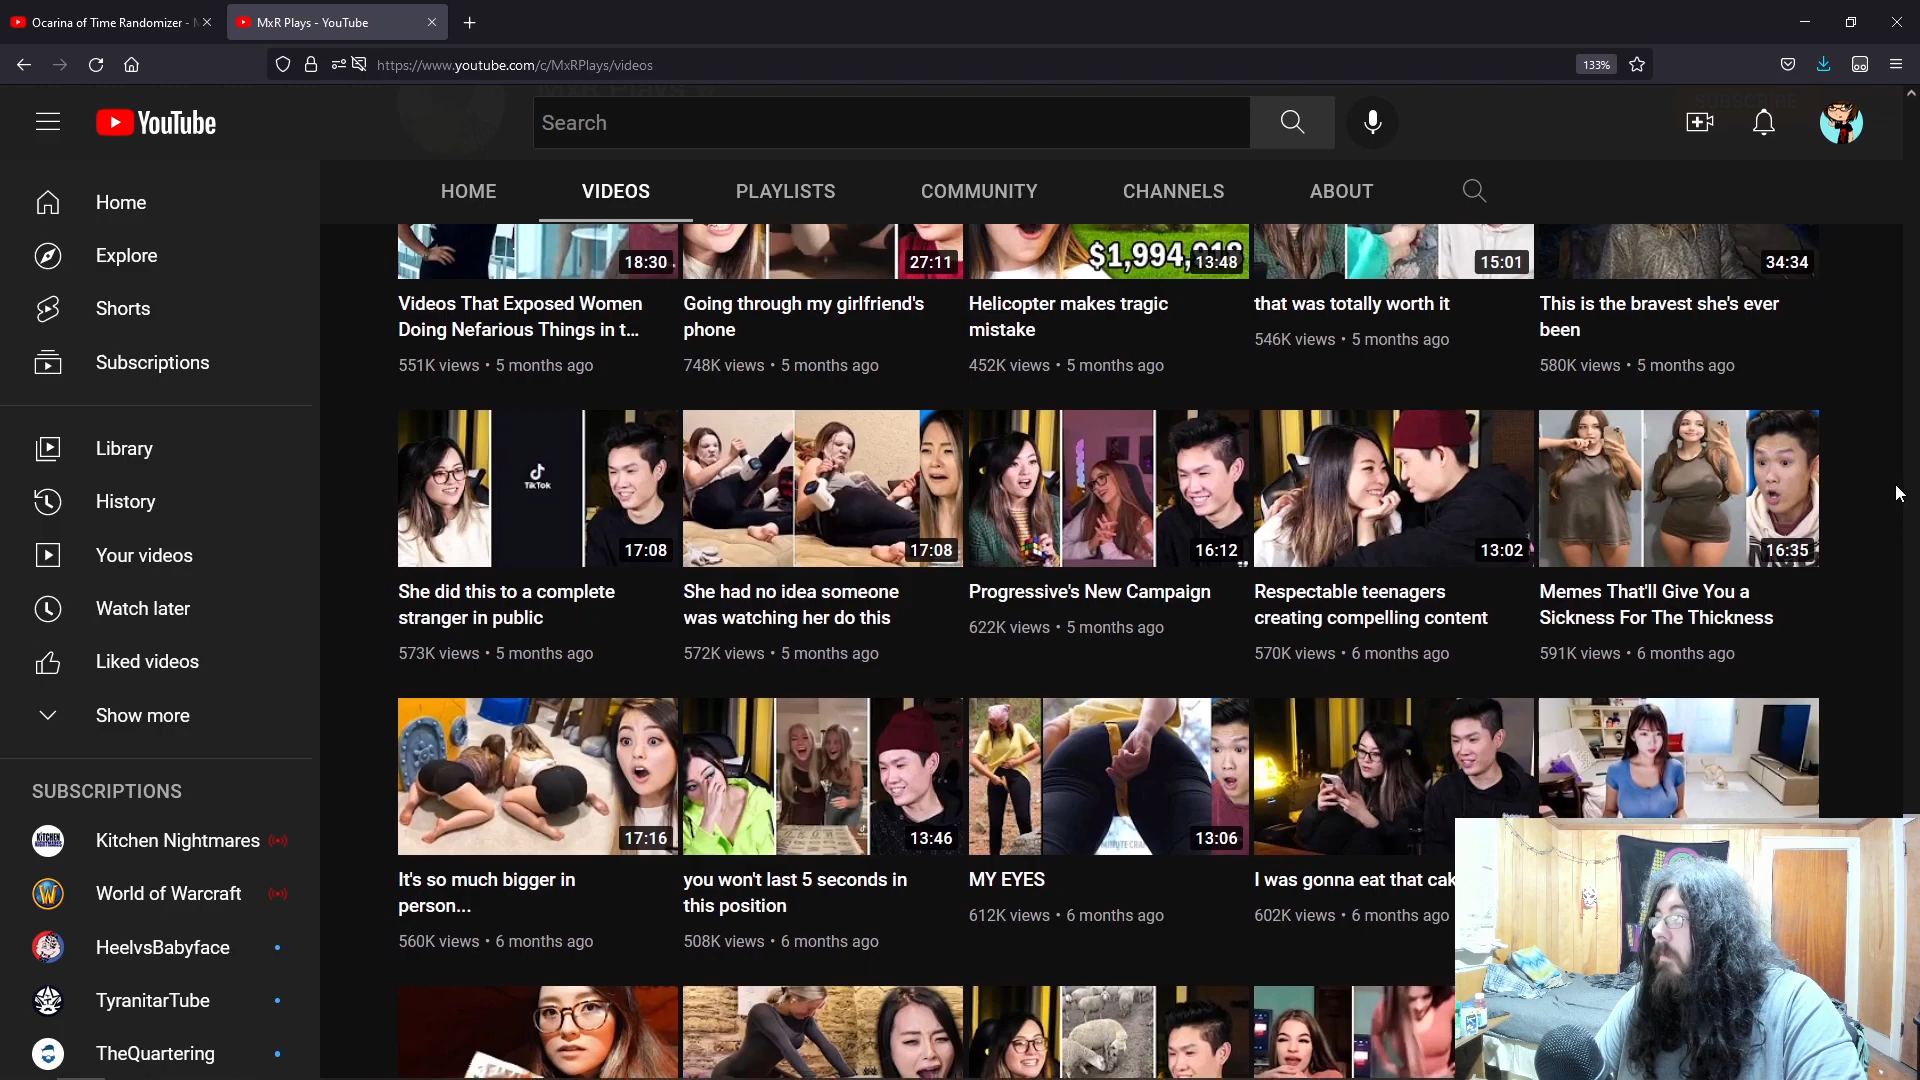 Ocarina of Time Randomizer -
MxR Plays - YouTube
https://www.youtube.com/c/MxRPlays/videos
133%
YouTube
Search
SUBSCRIBE
HOME
VIDEOS
PLAYLISTS
COMMUNITY
CHANNELS
ABOUT
Home
Explore
Shorts
Subscriptions
Library
History
Your videos
Watch later
Liked videos
Show more
SUBSCRIPTIONS
Kitchen Nightmares
World of Warcraft
HeelvsBabyface
TyranitarTube
TheQuartering
18:30
Videos That Exposed Women
Doing Nefarious Things in t...
551K views • 5 months ago
27:11
Going through my girlfriend's
phone
748K views • 5 months ago
$1,994,918
13:48
Helicopter makes tragic
mistake
452K views • 5 months ago
15:01
that was totally worth it
546K views • 5 months ago
34:34
This is the bravest she's ever
been
580K views • 5 months ago
TikTok
17:08
She did this to a complete
stranger in public
573K views • 5 months ago
17:08
She had no idea someone
was watching her do this
572K views • 5 months ago
16:12
Progressive's New Campaign
622K views • 5 months ago
13:02
Respectable teenagers
creating compelling content
570K views • 6 months ago
16:35
Memes That'll Give You a
Sickness For The Thickness
591K views • 6 months ago
17:16
It's so much bigger in
person...
560K views • 6 months ago
13:46
you won't last 5 seconds in
this position
508K views • 6 months ago
13:06
MY EYES
612K views • 6 months ago
I was gonna eat that cak
602K views • 6 months ago